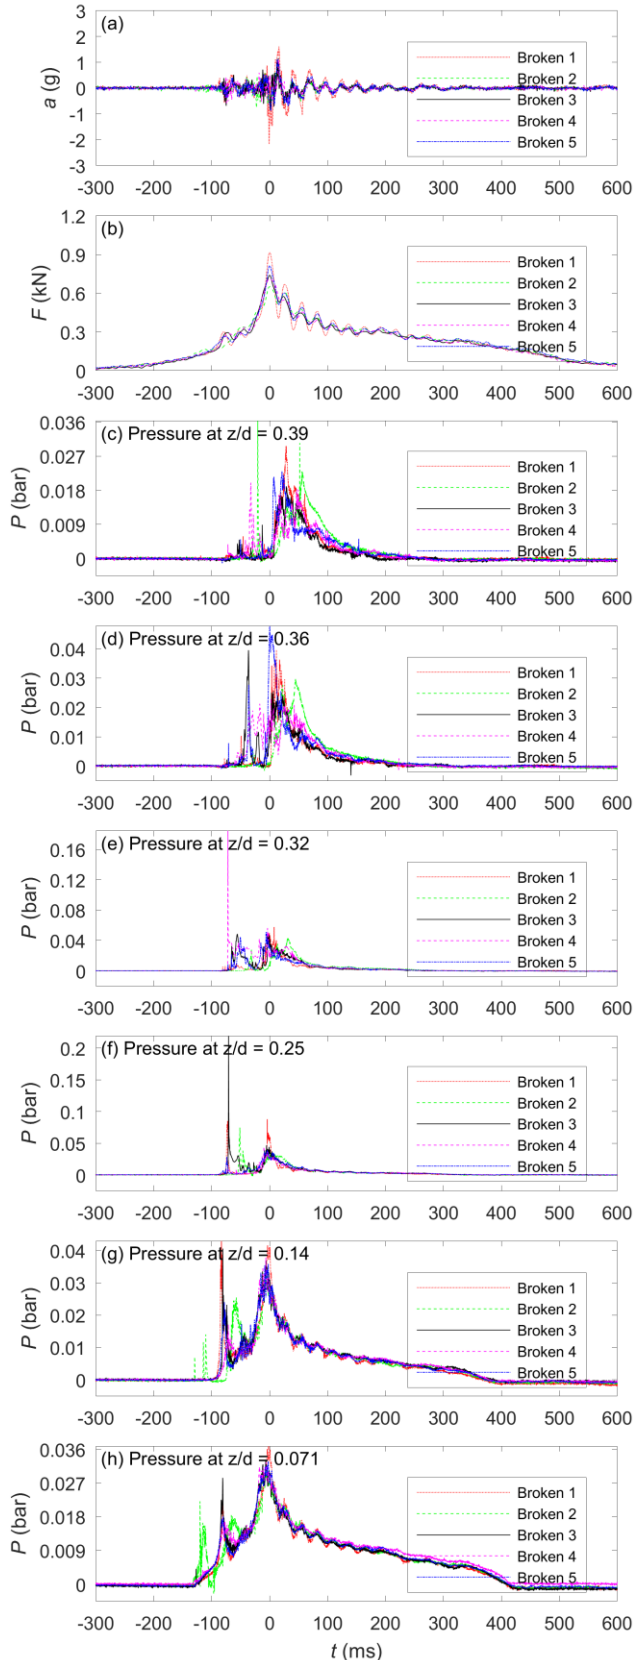 (a)
3
2
1
0
-1
-2
-3
a (g)
Broken 1
Broken 2
Broken 3
Broken 4
Broken 5
-300 -200 -100 0 100 200 300 400 500 600
(b)
1.2
0.9
0.6
0.3
0
F (kN)
Broken 1
Broken 2
Broken 3
Broken 4
Broken 5
-300 -200 -100 0 100 200 300 400 500 600
(c) Pressure at z/d = 0.39
0.036
0.027
0.018
0.009
0
P (bar)
Broken 1
Broken 2
Broken 3
Broken 4
Broken 5
-300 -200 -100 0 100 200 300 400 500 600
(d) Pressure at z/d = 0.36
0.04
0.03
0.02
0.01
0
P (bar)
Broken 1
Broken 2
Broken 3
Broken 4
Broken 5
-300 -200 -100 0 100 200 300 400 500 600
(e) Pressure at z/d = 0.32
0.16
0.12
0.08
0.04
0
P (bar)
Broken 1
Broken 2
Broken 3
Broken 4
Broken 5
-300 -200 -100 0 100 200 300 400 500 600
(f) Pressure at z/d = 0.25
0.2
0.15
0.1
0.05
0
P (bar)
Broken 1
Broken 2
Broken 3
Broken 4
Broken 5
-300 -200 -100 0 100 200 300 400 500 600
(g) Pressure at z/d = 0.14
0.04
0.03
0.02
0.01
0
P (bar)
Broken 1
Broken 2
Broken 3
Broken 4
Broken 5
-300 -200 -100 0 100 200 300 400 500 600
(h) Pressure at z/d = 0.071
0.036
0.027
0.018
0.009
0
P (bar)
Broken 1
Broken 2
Broken 3
Broken 4
Broken 5
-300 -200 -100 0 100 200 300 400 500 600
t (ms)